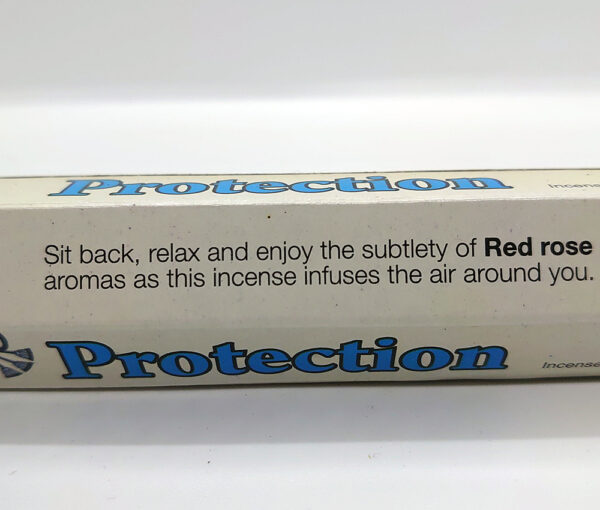 Protection
Incense
Sit back, relax and enjoy the subtlety of Red rose
aromas as this incense infuses the air around you.
Protection
Incense